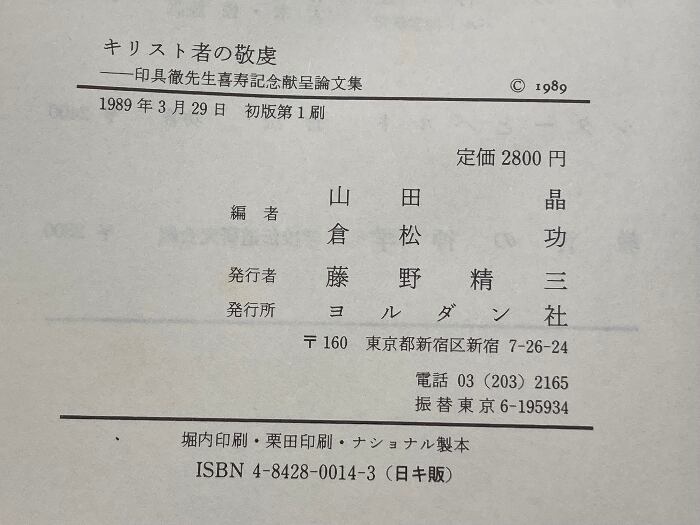 キリスト者の敬虔
——印具徹先生喜寿記念献呈論文集
© 1989
1989年3月29日 初版第1刷
定価2800円
編者
山田 晶
倉松 功
発行者 藤野精三
発行所 ヨルダン社
〒160 東京都新宿区新宿 7-26-24
電話 03 (203) 2165
振替東京6-195934
堀内印刷・栗田印刷・ナショナル製本
ISBN 4-8428-0014-3(日キ販)